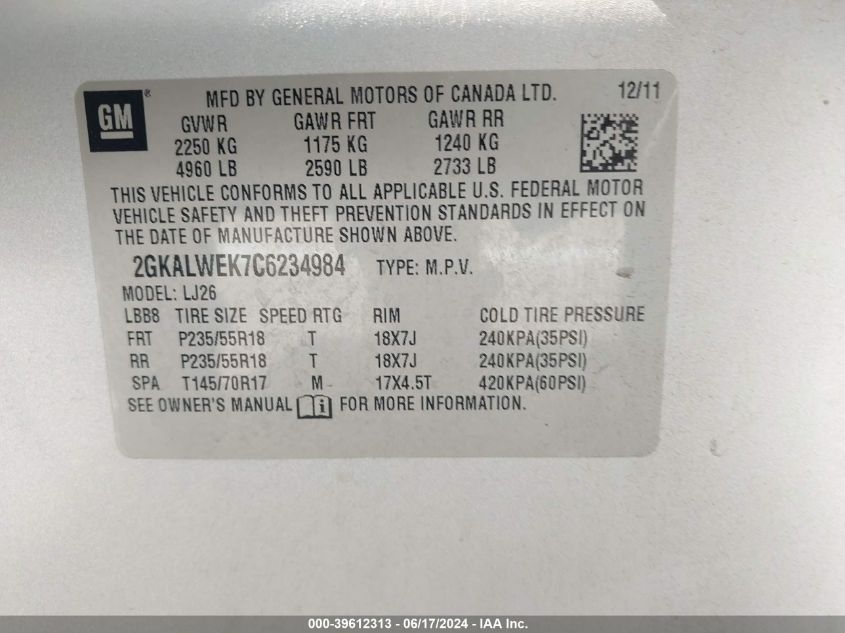 GM ® MFD BY GENERAL MOTORS OF CANADA LTD. 12/11
GVWR GAWR FRT GAWR RR
2250 KG 1175 KG 1240 KG
4960 LB 2590 LB 2733 LB
THIS VEHICLE CONFORMS TO ALL APPLICABLE U.S. FEDERAL MOTOR
VEHICLE SAFETY AND THEFT PREVENTION STANDARDS IN EFFECT ON
THE DATE OF MANUFACTURE SHOWN ABOVE.
2GKALWEK7C6234984 TYPE: M.P.V.
MODEL: LJ26
LBB8 TIRE SIZE SPEED RTG RIM COLD TIRE PRESSURE
FRT P235/55R18 T 18X7J 240KPA(35PSI)
RR P235/55R18 T 18X7J 240KPA(35PSI)
SPA T145/70R17 M 17X4.5T 420KPA(60PSI)
SEE OWNER'S MANUAL i FOR MORE INFORMATION.
000-39612313 - 06/17/2024 - IAA Inc.